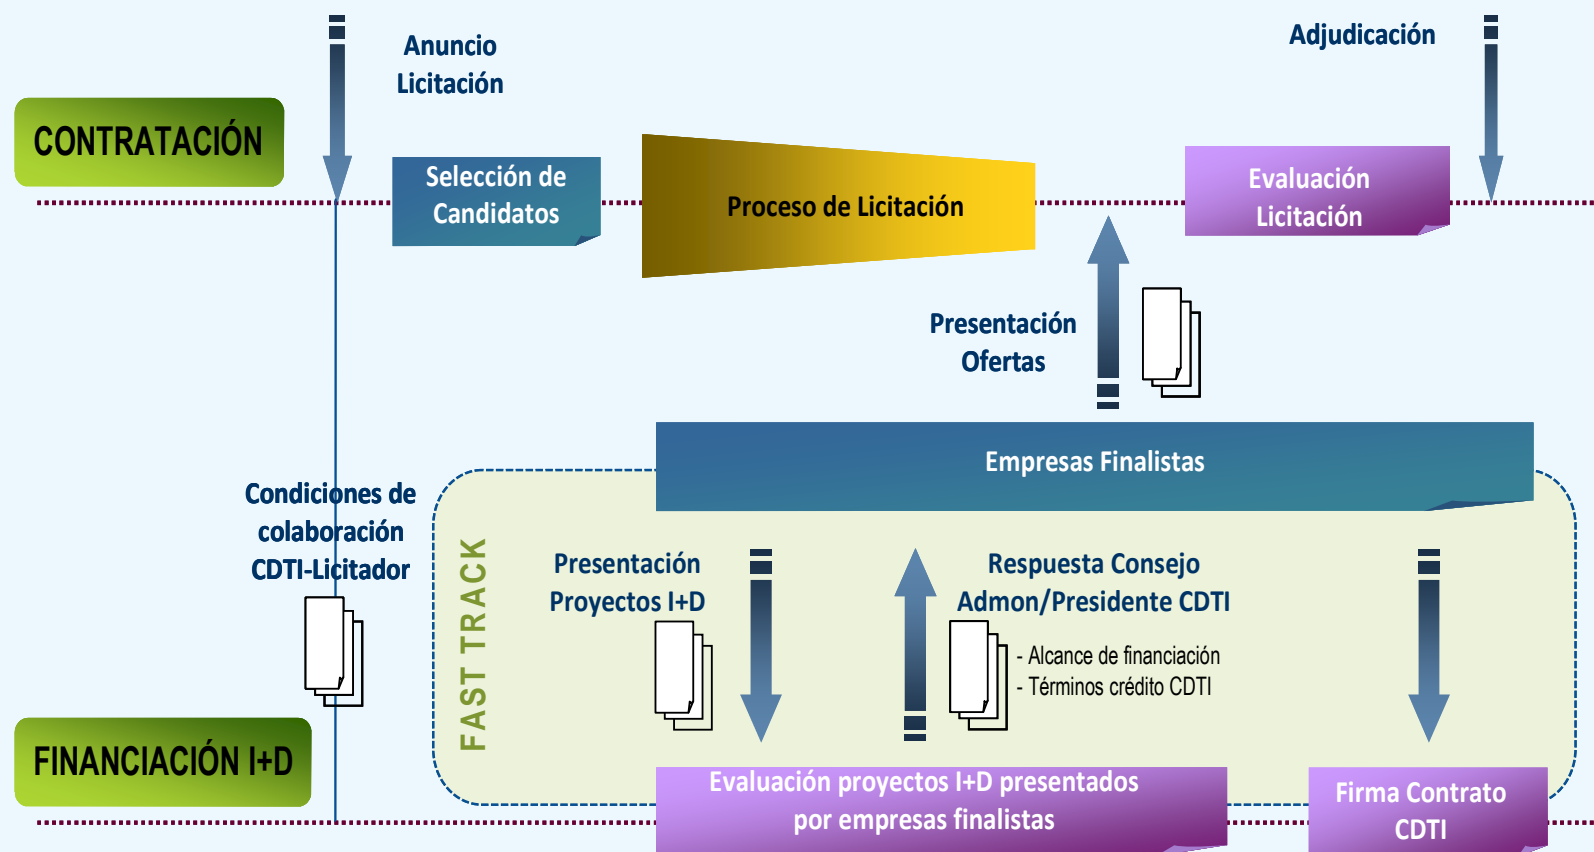 Anuncio
Licitación
Adjudicación
CONTRATACIÓN
Selección de
Candidatos
Proceso de Licitación
Evaluación
Licitación
Presentación
Ofertas
Empresas Finalistas
Condiciones de
colaboración
CDTI-Licitador
FAST TRACK
Presentación
Proyectos I+D
Respuesta Consejo
Admon/Presidente CDTI
- Alcance de financiación
- Términos crédito CDTI
FINANCIACIÓN I+D
Evaluación proyectos I+D presentados
por empresas finalistas
Firma Contrato
CDTI